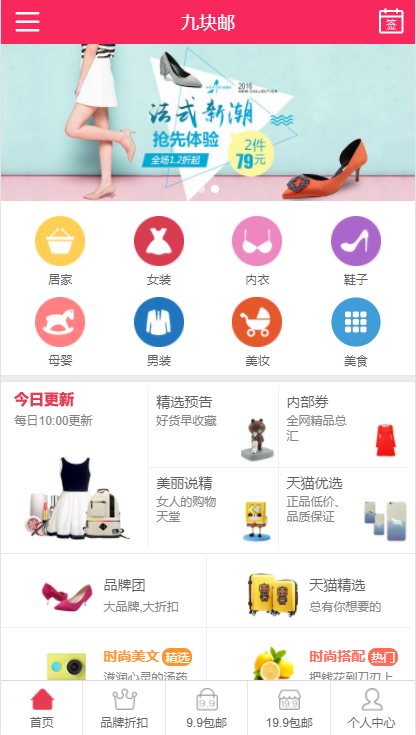 九块邮
签
2016
NEW COLLECTION
法式新潮
抢先体验
全场1.2折起
2件
79元
居家
女装
内衣
鞋子
母婴
男装
美妆
美食
今日更新
每日10:00更新
精选预告
好货早收藏
内部券
全网精品总
汇
美丽说精
女人的购物
天堂
天猫优选
正品低价、
品质保证
品牌团
大品牌,大折扣
天猫精选
总有你想要的
时尚美文 精选
滋润心灵的汤药
时尚搭配 热门
把钱花到刀刃上
9.9
19.9
首页
品牌折扣
9.9包邮
19.9包邮
个人中心